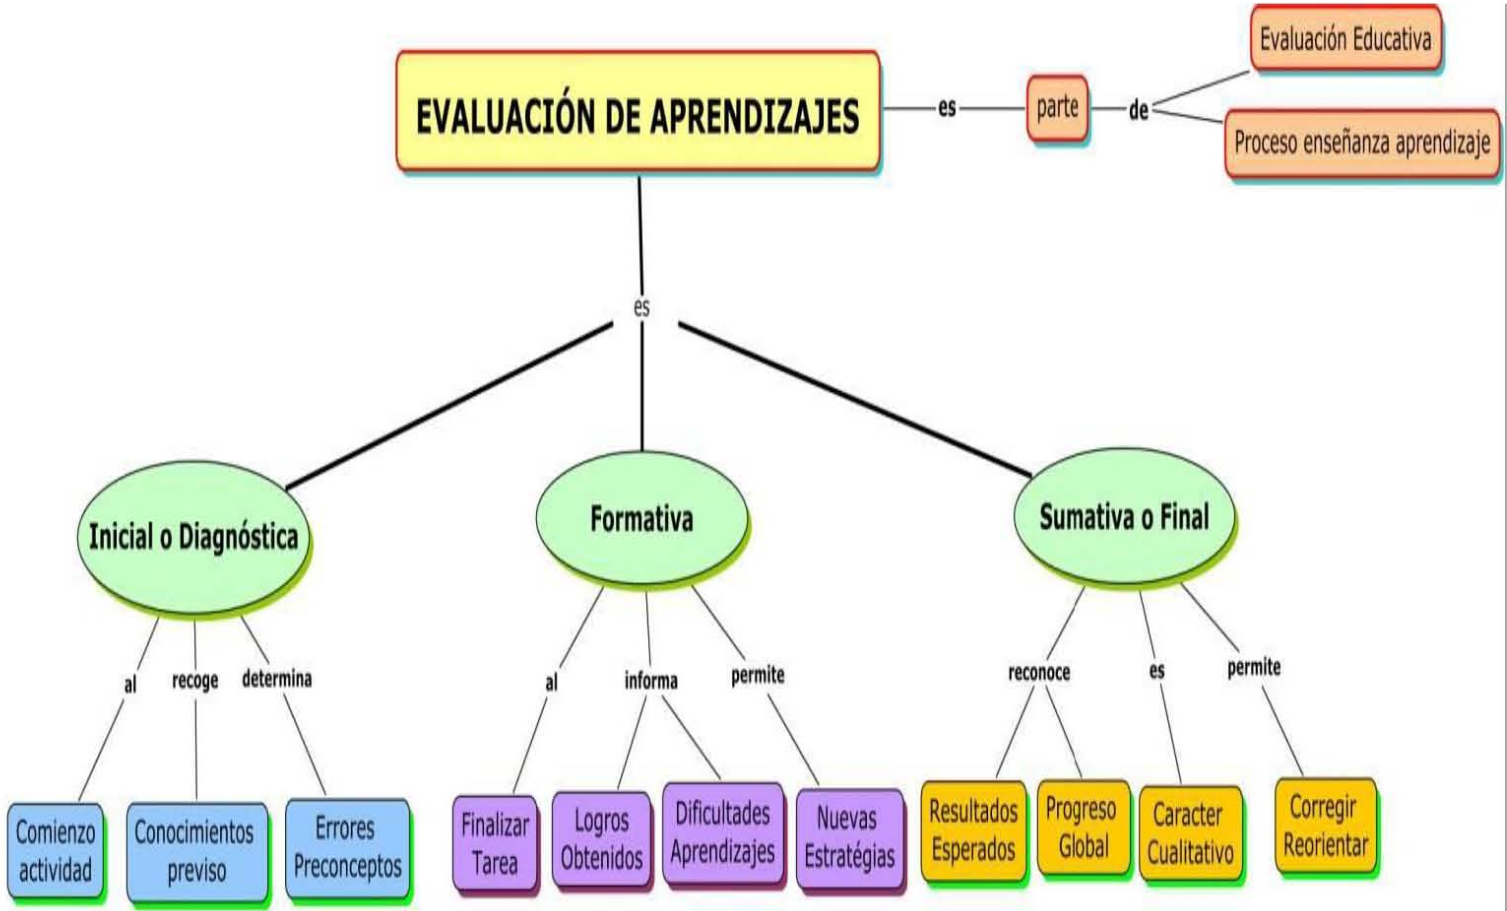 Evaluación Educativa
EVALUACIÓN DE APRENDIZAJES
es
parte
de
Proceso enseñanza aprendizaje
es
Inicial o Diagnóstica
Formativa
Sumativa o Final
al
recoge
determina
al
informa
permite
reconoce
es
permite
Comienzo
actividad
Conocimientos
previso
Errores
Preconceptos
Finalizar
Tarea
Logros
Obtenidos
Dificultades
Aprendizajes
Nuevas
Estratégias
Resultados
Esperados
Progreso
Global
Caracter
Cualitativo
Corregir
Reorientar